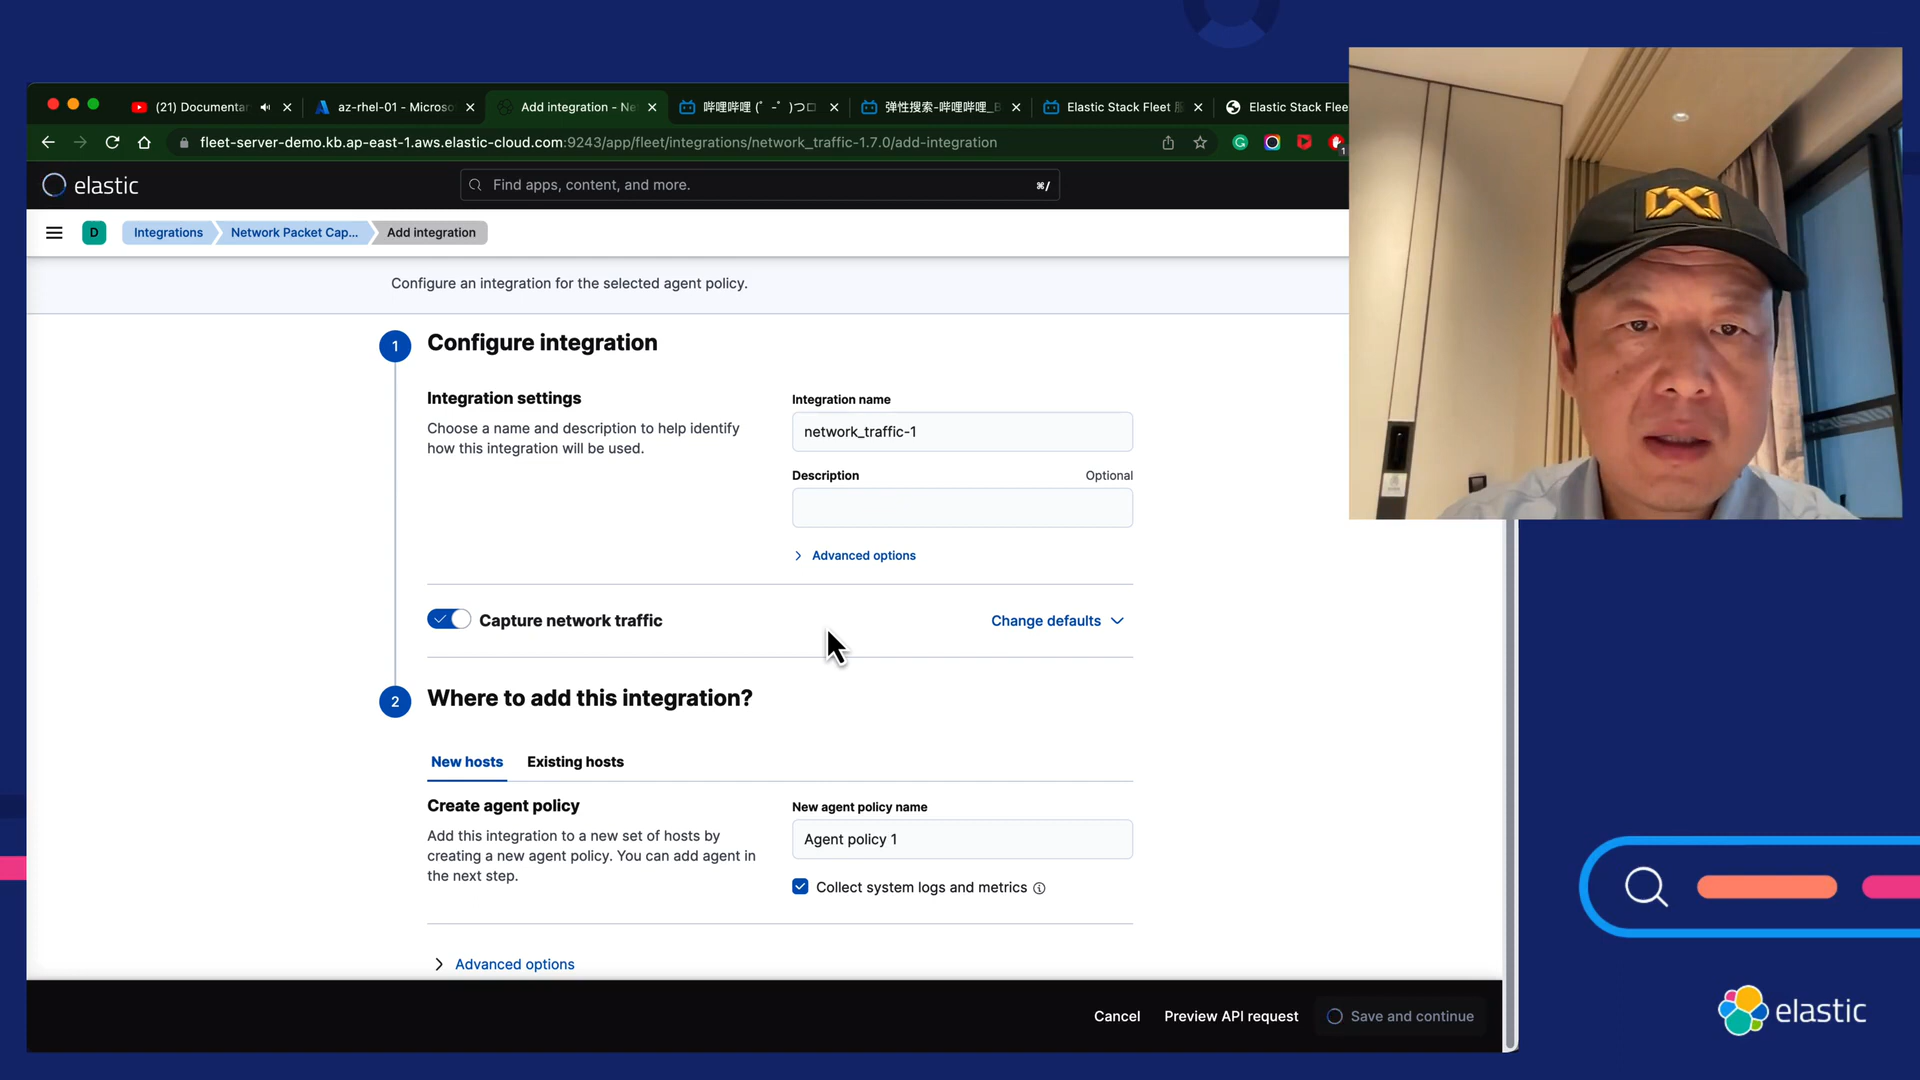 (21) Documentar
az-rhel-01 - Microso
Add integration - Ne
哔哩哔哩 (゜-゜)つロ
弹性搜索-哔哩哔哩_B
Elastic Stack Fleet
Elastic Stack Flee
fleet-server-demo.kb.ap-east-1.aws.elastic-cloud.com:9243/app/fleet/integrations/network_traffic-1.7.0/add-integration
1
elastic
Find apps, content, and more.
⌘/
D
Integrations
Network Packet Cap...
Add integration
Configure an integration for the selected agent policy.
1
Configure integration
Integration settings
Choose a name and description to help identify
how this integration will be used.
Integration name
network_traffic-1
Description
Optional
Advanced options
Capture network traffic
Change defaults
2
Where to add this integration?
New hosts
Existing hosts
Create agent policy
Add this integration to a new set of hosts by
creating a new agent policy. You can add agent in
the next step.
New agent policy name
Agent policy 1
Collect system logs and metrics
Advanced options
Cancel
Preview API request
Save and continue
elastic